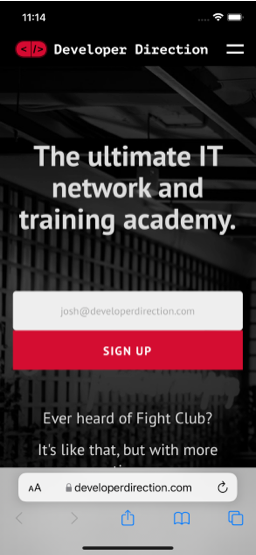 11:14
</> Developer Direction
The ultimate IT
network and
training academy.
josh@developerdirection.com
SIGN UP
Ever heard of Fight Club?
It's like that, but with more
AA developerdirection.com